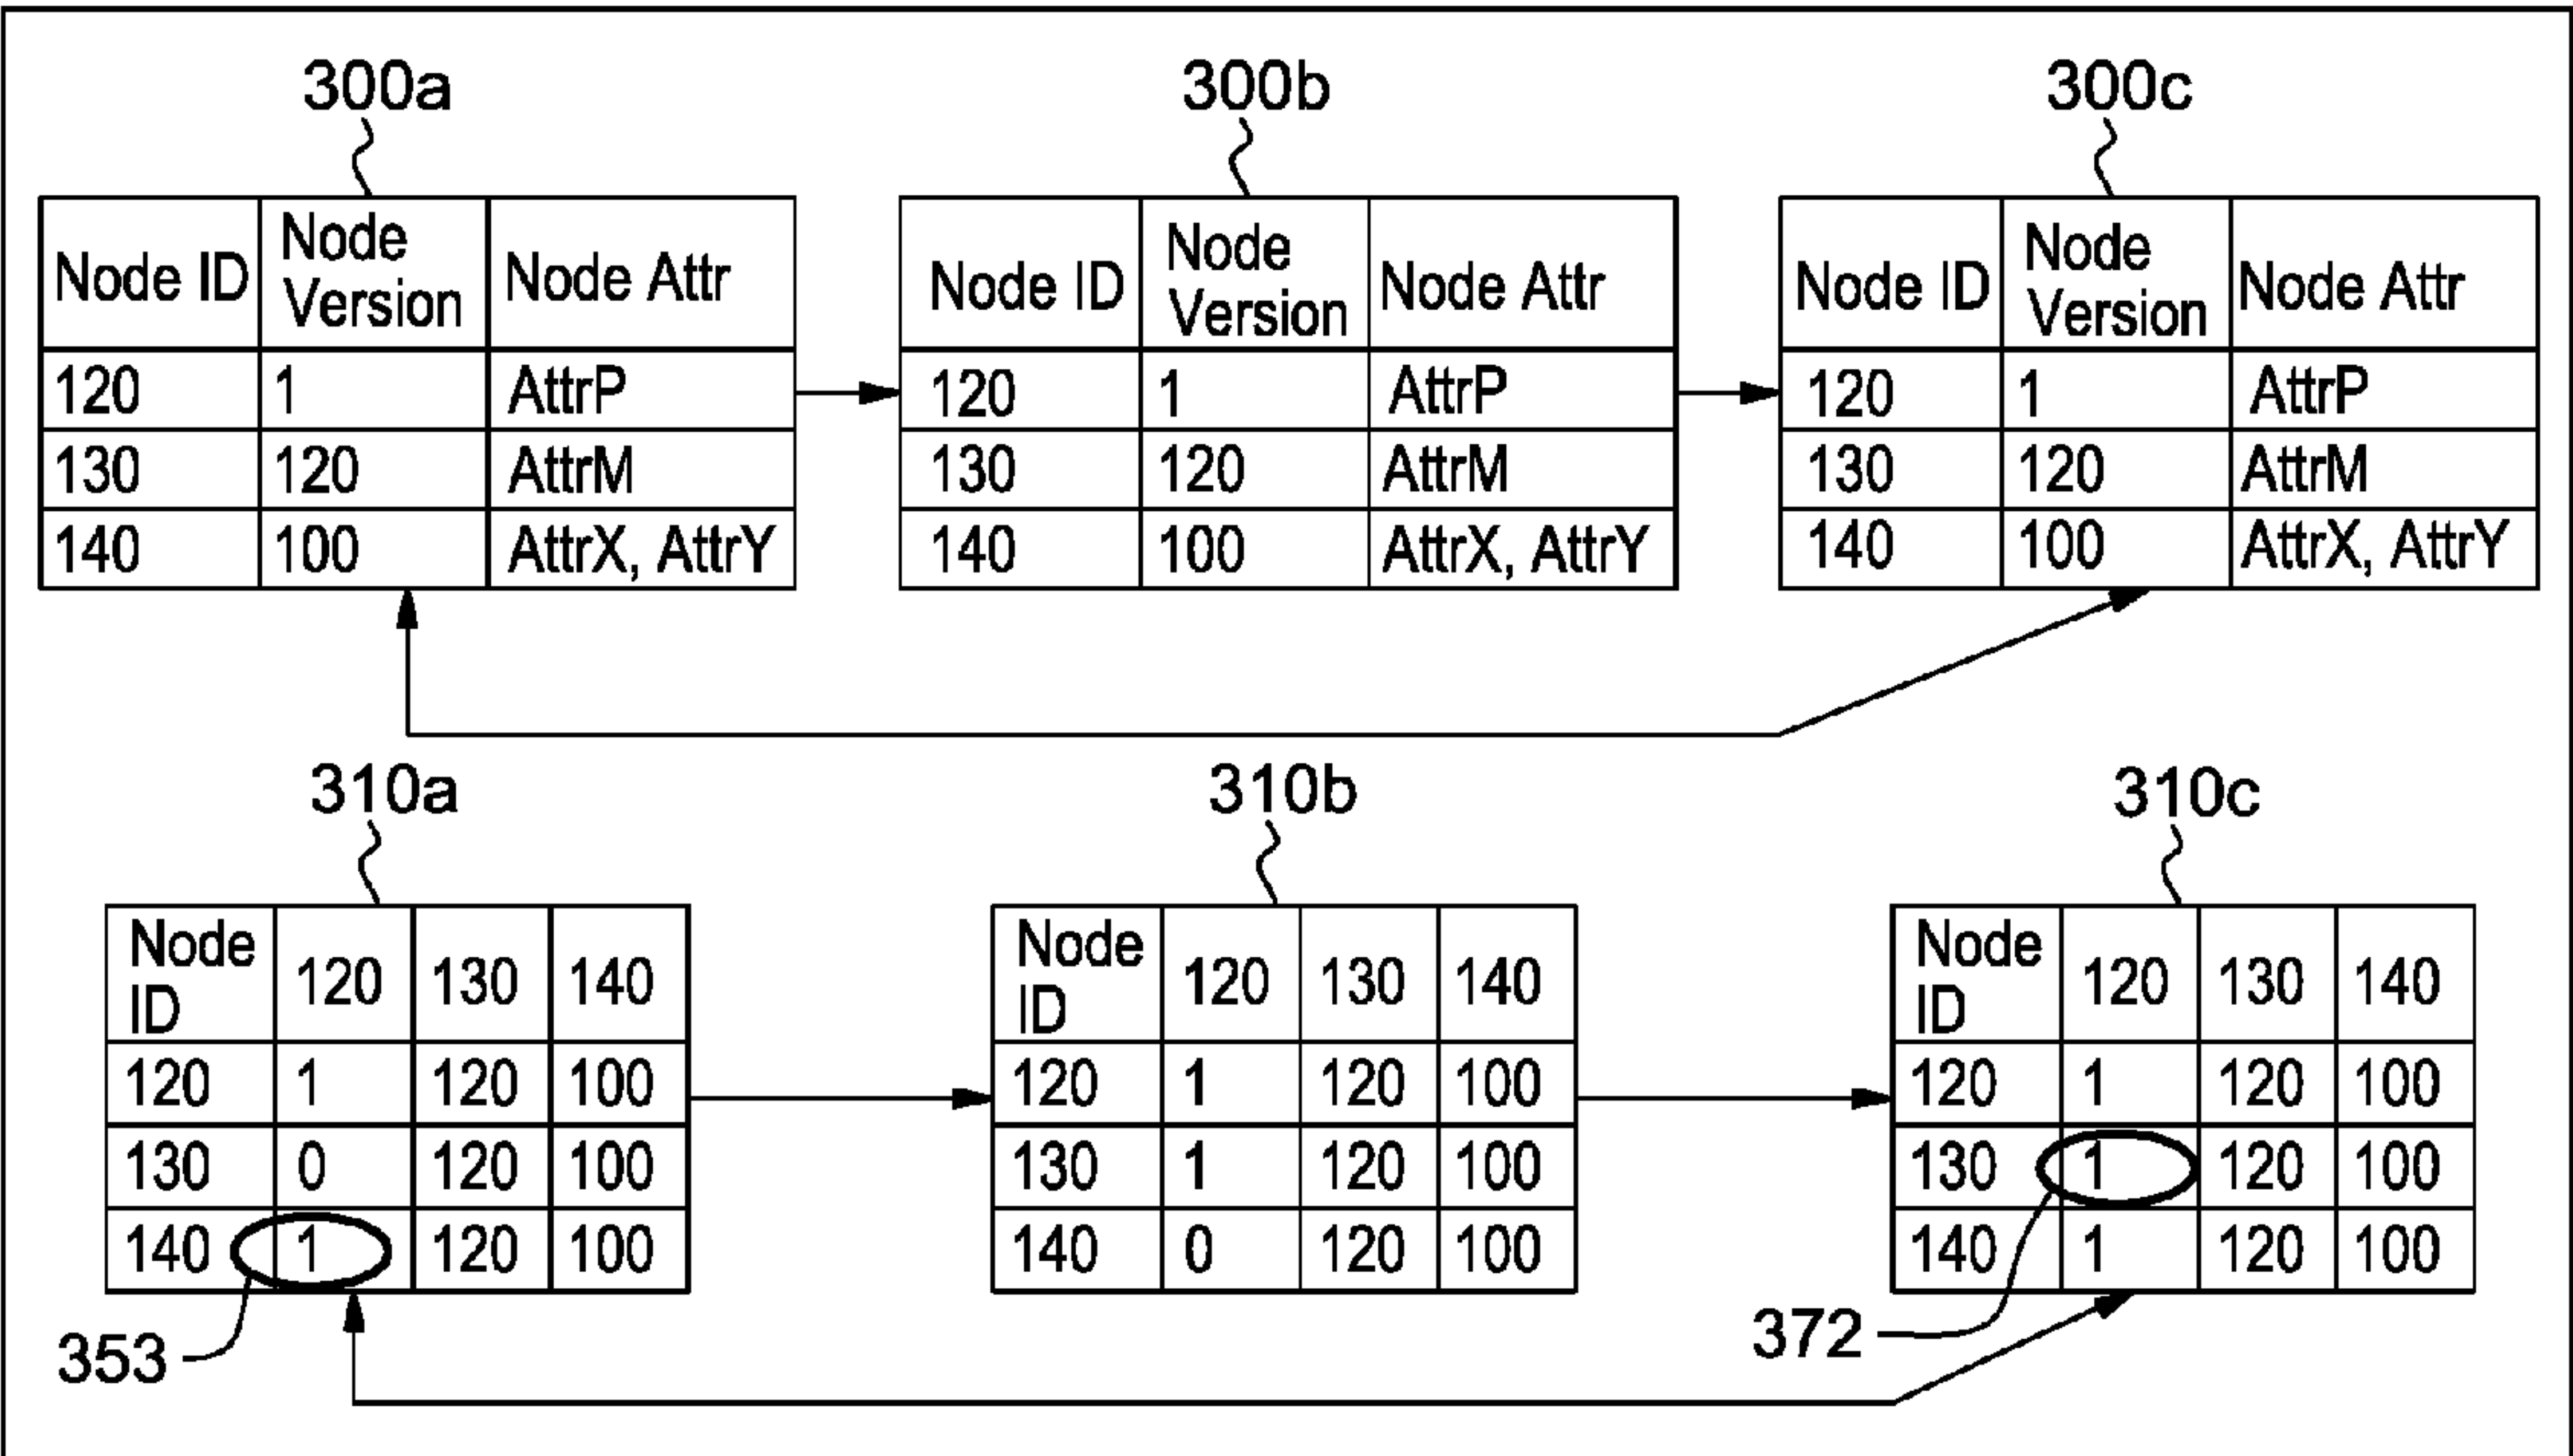 300a 300b 300c
Node ID Node Version Node Attr
120 1 AttrP
130 120 AttrM
140 100 AttrX, AttrY
Node ID Node Version Node Attr
120 1 AttrP
130 120 AttrM
140 100 AttrX, AttrY
Node ID Node Version Node Attr
120 1 AttrP
130 120 AttrM
140 100 AttrX, AttrY
310a 310b 310c
Node ID 120 130 140
120 1 120 100
130 0 120 100
140 1 120 100
353
Node ID 120 130 140
120 1 120 100
130 1 120 100
140 0 120 100
Node ID 120 130 140
120 1 120 100
130 1 120 100
140 1 120 100
372